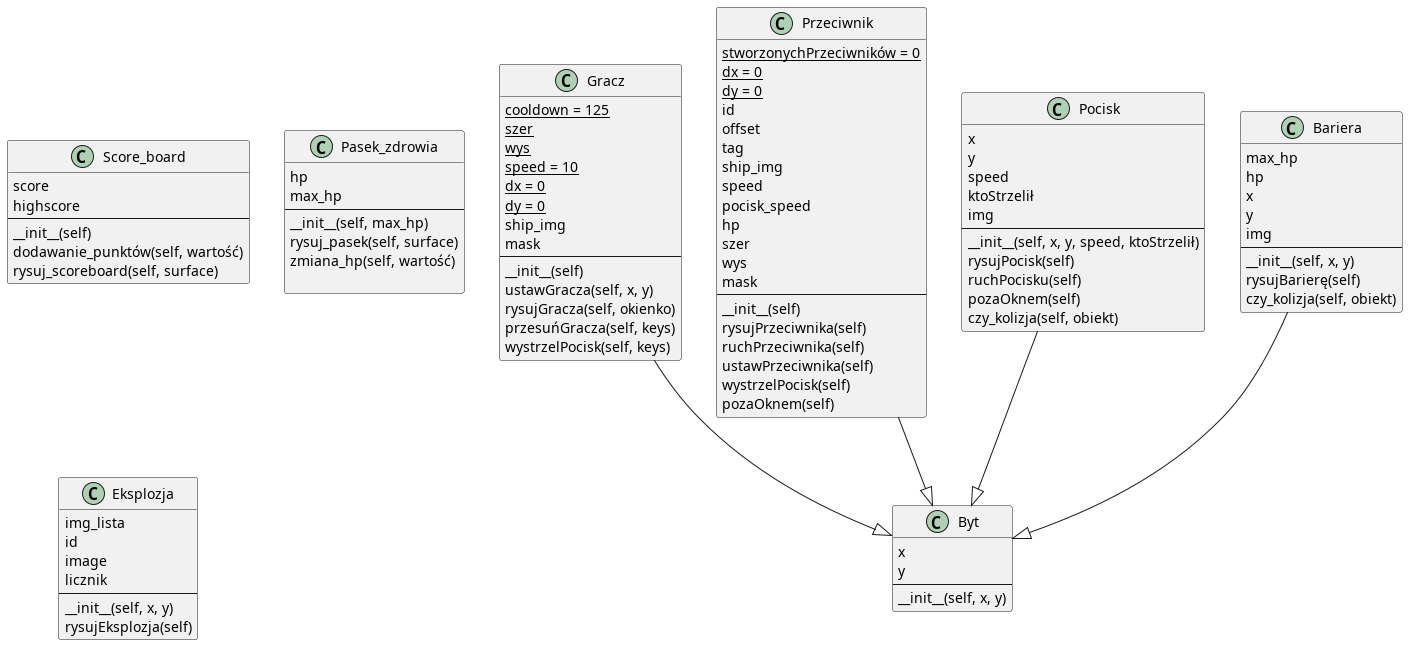 C Score_board
score
highscore
__init__(self)
dodawanie_punktów(self, wartość)
rysuj_scoreboard(self, surface)
C Pasek_zdrowia
hp
max_hp
__init__(self, max_hp)
rysuj_pasek(self, surface)
zmiana_hp(self, wartość)
C Gracz
cooldown = 125
szer
wys
speed = 10
dx = 0
dy = 0
ship_img
mask
__init__(self)
ustawGracza(self, x, y)
rysujGracza(self, okienko)
przesuńGracza(self, keys)
wystrzelPocisk(self, keys)
C Przeciwnik
stworzonychPrzeciwników = 0
dx = 0
dy = 0
id
offset
tag
ship_img
speed
pocisk_speed
hp
szer
wys
mask
__init__(self)
rysujPrzeciwnika(self)
ruchPrzeciwnika(self)
ustawPrzeciwnika(self)
wystrzelPocisk(self)
pozaOknem(self)
C Pocisk
x
y
speed
ktoStrzelił
img
__init__(self, x, y, speed, ktoStrzelił)
rysujPocisk(self)
ruchPocisku(self)
pozaOknem(self)
czy_kolizja(self, obiekt)
C Bariera
max_hp
hp
x
y
img
__init__(self, x, y)
rysujBarierę(self)
czy_kolizja(self, obiekt)
C Eksplozja
img_lista
id
image
licznik
__init__(self, x, y)
rysujEksplozja(self)
C Byt
x
y
__init__(self, x, y)